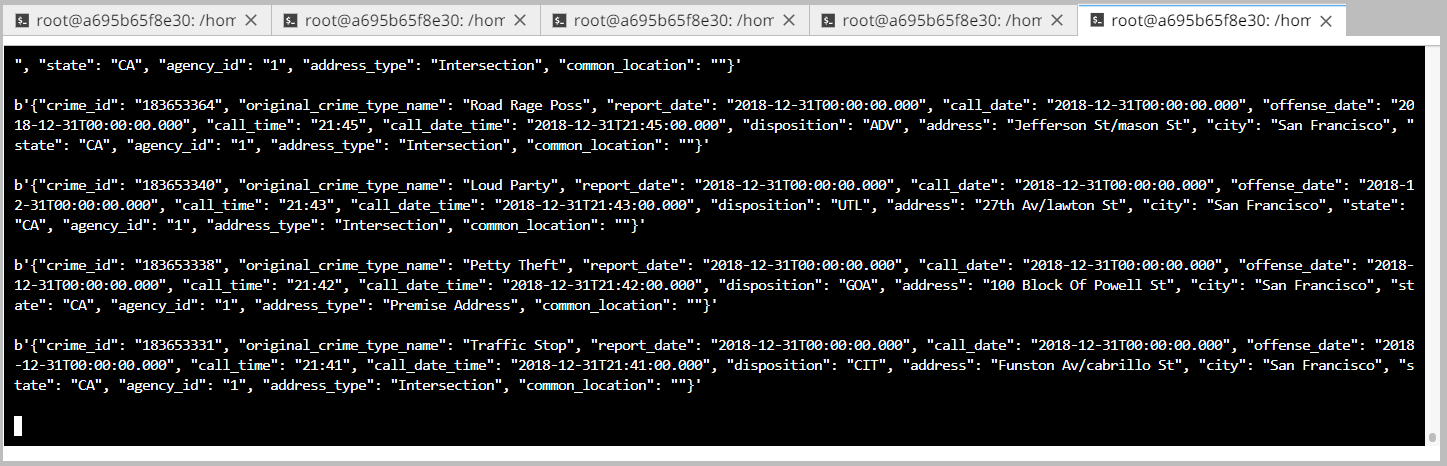 root@a695b65f8e30: /hom root@a695b65f8e30: /hom root@a695b65f8e30: /hom root@a695b65f8e30: /hom root@a695b65f8e30: /hom
", "state": "CA", "agency_id": "1", "address_type": "Intersection", "common_location": ""}'
b'{"crime_id": "183653364", "original_crime_type_name": "Road Rage Poss", "report_date": "2018-12-31T00:00:00.000", "call_date": "2018-12-31T00:00:00.000", "offense_date": "20
18-12-31T00:00:00.000", "call_time": "21:45", "call_date_time": "2018-12-31T21:45:00.000", "disposition": "ADV", "address": "Jefferson St/mason St", "city": "San Francisco", "
state": "CA", "agency_id": "1", "address_type": "Intersection", "common_location": ""}'
b'{"crime_id": "183653340", "original_crime_type_name": "Loud Party", "report_date": "2018-12-31T00:00:00.000", "call_date": "2018-12-31T00:00:00.000", "offense_date": "2018-1
2-31T00:00:00.000", "call_time": "21:43", "call_date_time": "2018-12-31T21:43:00.000", "disposition": "UTL", "address": "27th Av/lawton St", "city": "San Francisco", "state":
"CA", "agency_id": "1", "address_type": "Intersection", "common_location": ""}'
b'{"crime_id": "183653338", "original_crime_type_name": "Petty Theft", "report_date": "2018-12-31T00:00:00.000", "call_date": "2018-12-31T00:00:00.000", "offense_date": "2018-
12-31T00:00:00.000", "call_time": "21:42", "call_date_time": "2018-12-31T21:42:00.000", "disposition": "GOA", "address": "100 Block Of Powell St", "city": "San Francisco", "st
ate": "CA", "agency_id": "1", "address_type": "Premise Address", "common_location": ""}'
b'{"crime_id": "183653331", "original_crime_type_name": "Traffic Stop", "report_date": "2018-12-31T00:00:00.000", "call_date": "2018-12-31T00:00:00.000", "offense_date": "2018
-12-31T00:00:00.000", "call_time": "21:41", "call_date_time": "2018-12-31T21:41:00.000", "disposition": "CIT", "address": "Funston Av/cabrillo St", "city": "San Francisco", "s
tate": "CA", "agency_id": "1", "address_type": "Intersection", "common_location": ""}'